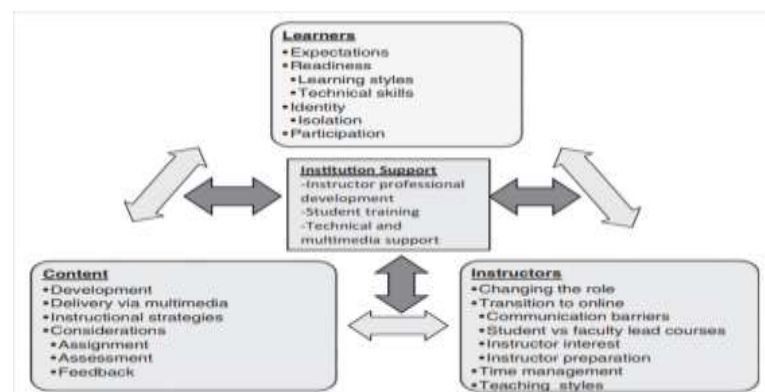 Learners
•Expectations
•Readiness
•Learning styles
•Technical skills
•Identity
•Isolation
•Participation
Institution Support
-Instructor professional
development
-Student training
-Technical and
multimedia support
Content
•Development
•Delivery via multimedia
•Instructional strategies
•Considerations
•Assignment
•Assessment
•Feedback
Instructors
•Changing the role
•Transition to online
•Communication barriers
•Student vs faculty lead courses
•Instructor interest
•Instructor preparation
•Time management
•Teaching styles